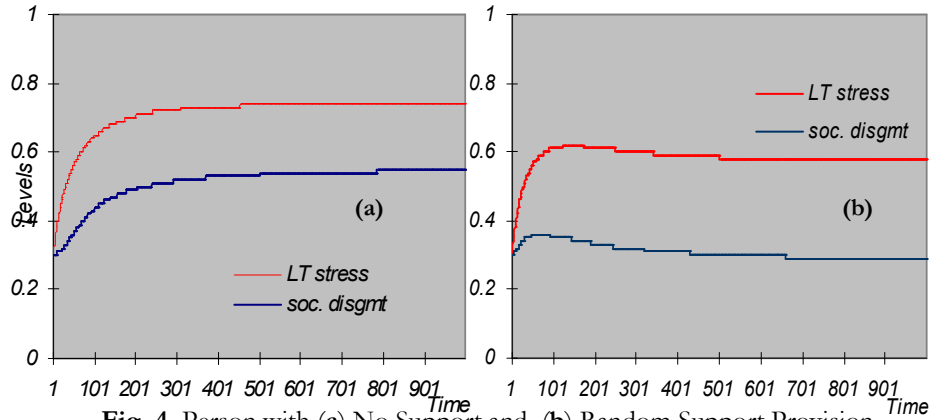 1
0.8
0.6
0.4
0.2
0
Levels
(a)
LT stress
soc. disgmt
1 101 201 301 401 501 601 701 801 901
Time
1
0.8
0.6
0.4
0.2
0
LT stress
soc. disgmt
(b)
1 101 201 301 401 501 601 701 801 901
Time
Fig. 4. Person with (a) No Support and (b) Random Support Provision